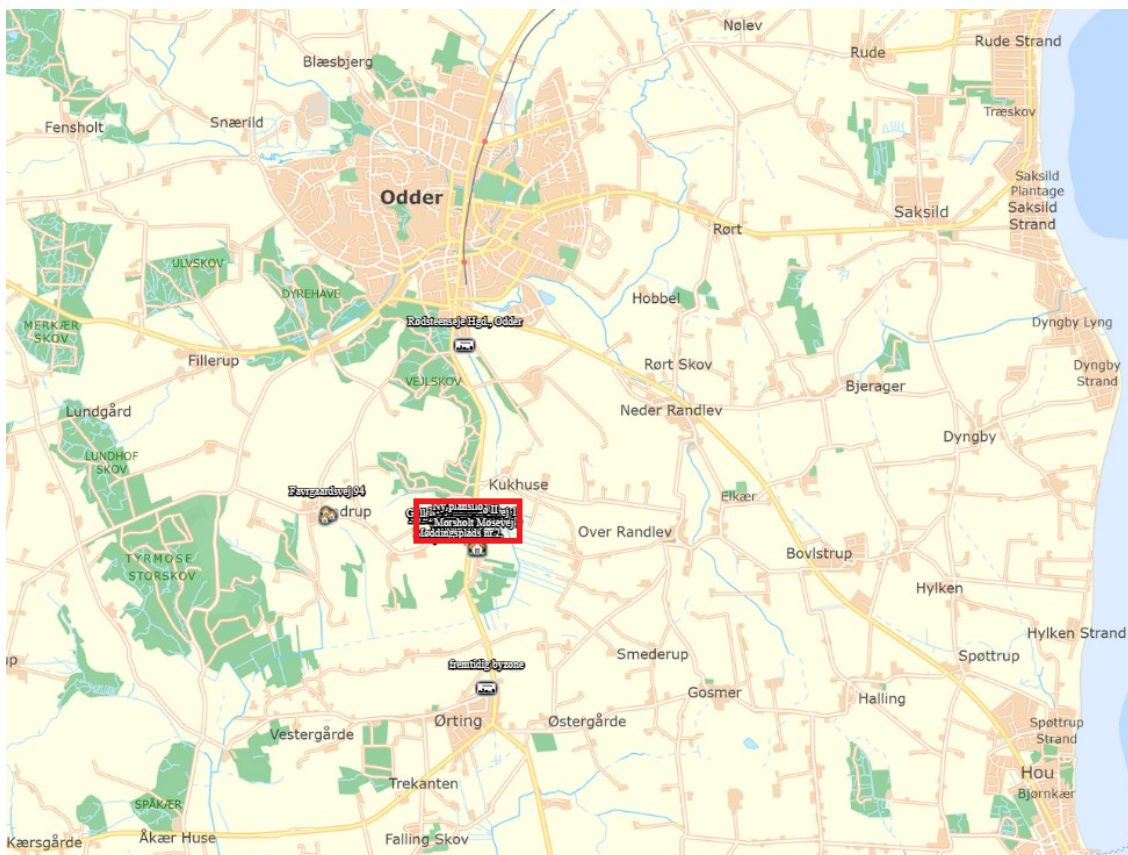 Nølev
Rude
Rude Strand
Blæsbjerg
Fensholt
Snærild
Træskov
Saksild
Plantage
Odder
Saksild
Saksild
Strand
Rørt
ULVSKOV
DYREHAVE
Hobbel
MERKÆR
SKOV
Rødsteenseje Hgd., Odder
Dyngby Lyng
Fillerup
VEJLSKOV
Rørt Skov
Bjerager
Dyngby
Strand
Lundgård
Neder Randlev
Dyngby
LUNDHOF
SKOV
Kukhuse
Favrgaardsvej 94
drup
Elkær
Morsholt Mosevej
Over Randlev
TYRMOSE
STORSKOV
Bovlstrup
Hylken
Hylken Strand
Smederup
Spøttrup
fremtidig byzone
Gosmer
Halling
Ørting
Østergårde
Vestergårde
Spøttrup
Strand
Trekanten
Hou
Bjørnkær
SPÅKÆR
Kærsgårde
Åkær Huse
Falling Skov